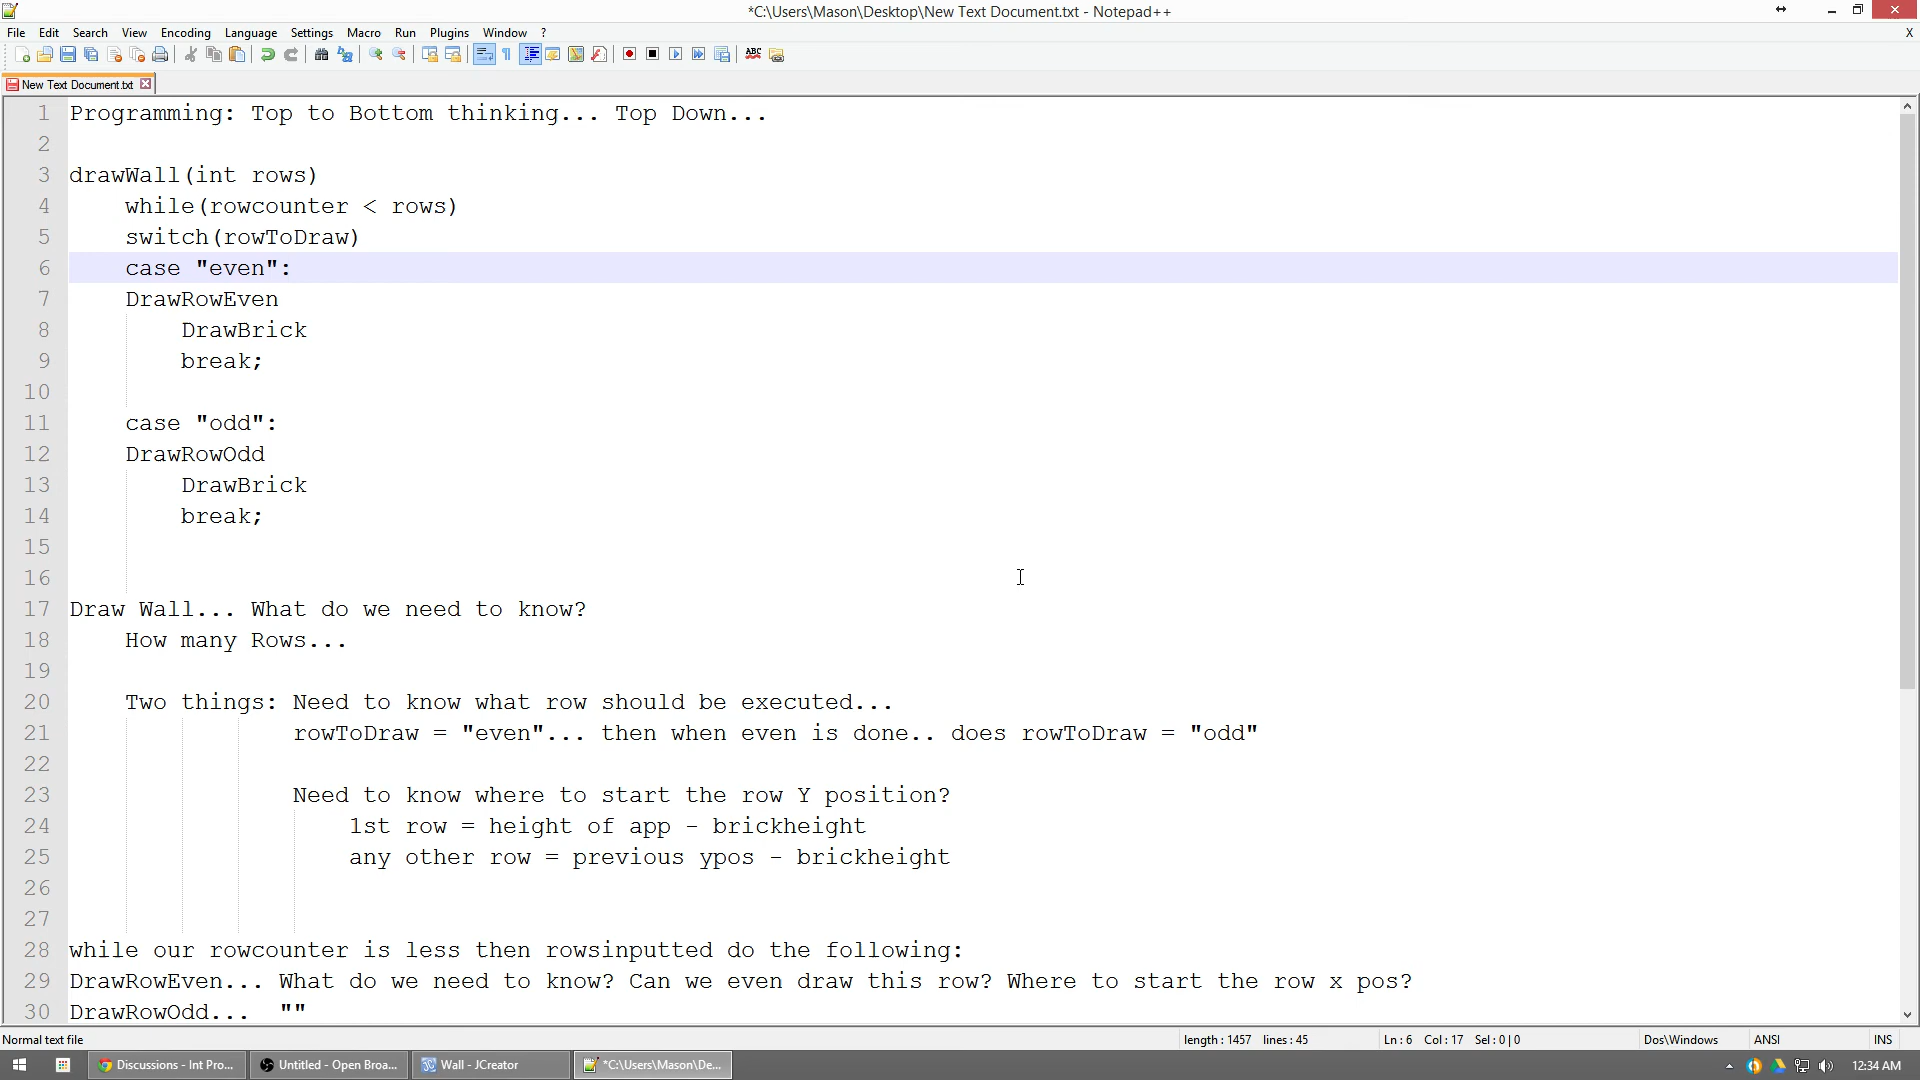 *C:\Users\Mason\Desktop\New Text Document.txt - Notepad++
File Edit Search View Encoding Language Settings Macro Run Plugins Window ? X
New Text Document.txt
1 Programming: Top to Bottom thinking... Top Down...
2
3 drawWall(int rows)
4 while(rowcounter < rows)
5 switch(rowToDraw)
6 case "even":
7 DrawRowEven
8 DrawBrick
9 break;
10
11 case "odd":
12 DrawRowOdd
13 DrawBrick
14 break;
15
16
17 Draw Wall... What do we need to know?
18 How many Rows...
19
20 Two things: Need to know what row should be executed...
21 rowToDraw = "even"... then when even is done.. does rowToDraw = "odd"
22
23 Need to know where to start the row Y position?
24 1st row = height of app - brickheight
25 any other row = previous ypos - brickheight
26
27
28 while our rowcounter is less then rowsinputted do the following:
29 DrawRowEven... What do we need to know? Can we even draw this row? Where to start the row x pos?
30 DrawRowOdd... ""
Normal text file length : 1457 lines : 45 Ln : 6 Col : 17 Sel : 0 | 0 Dos\Windows ANSI INS
Discussions - Int Pro... Untitled - Open Broa... Wall - JCreator *C:\Users\Mason\De... 12:34 AM